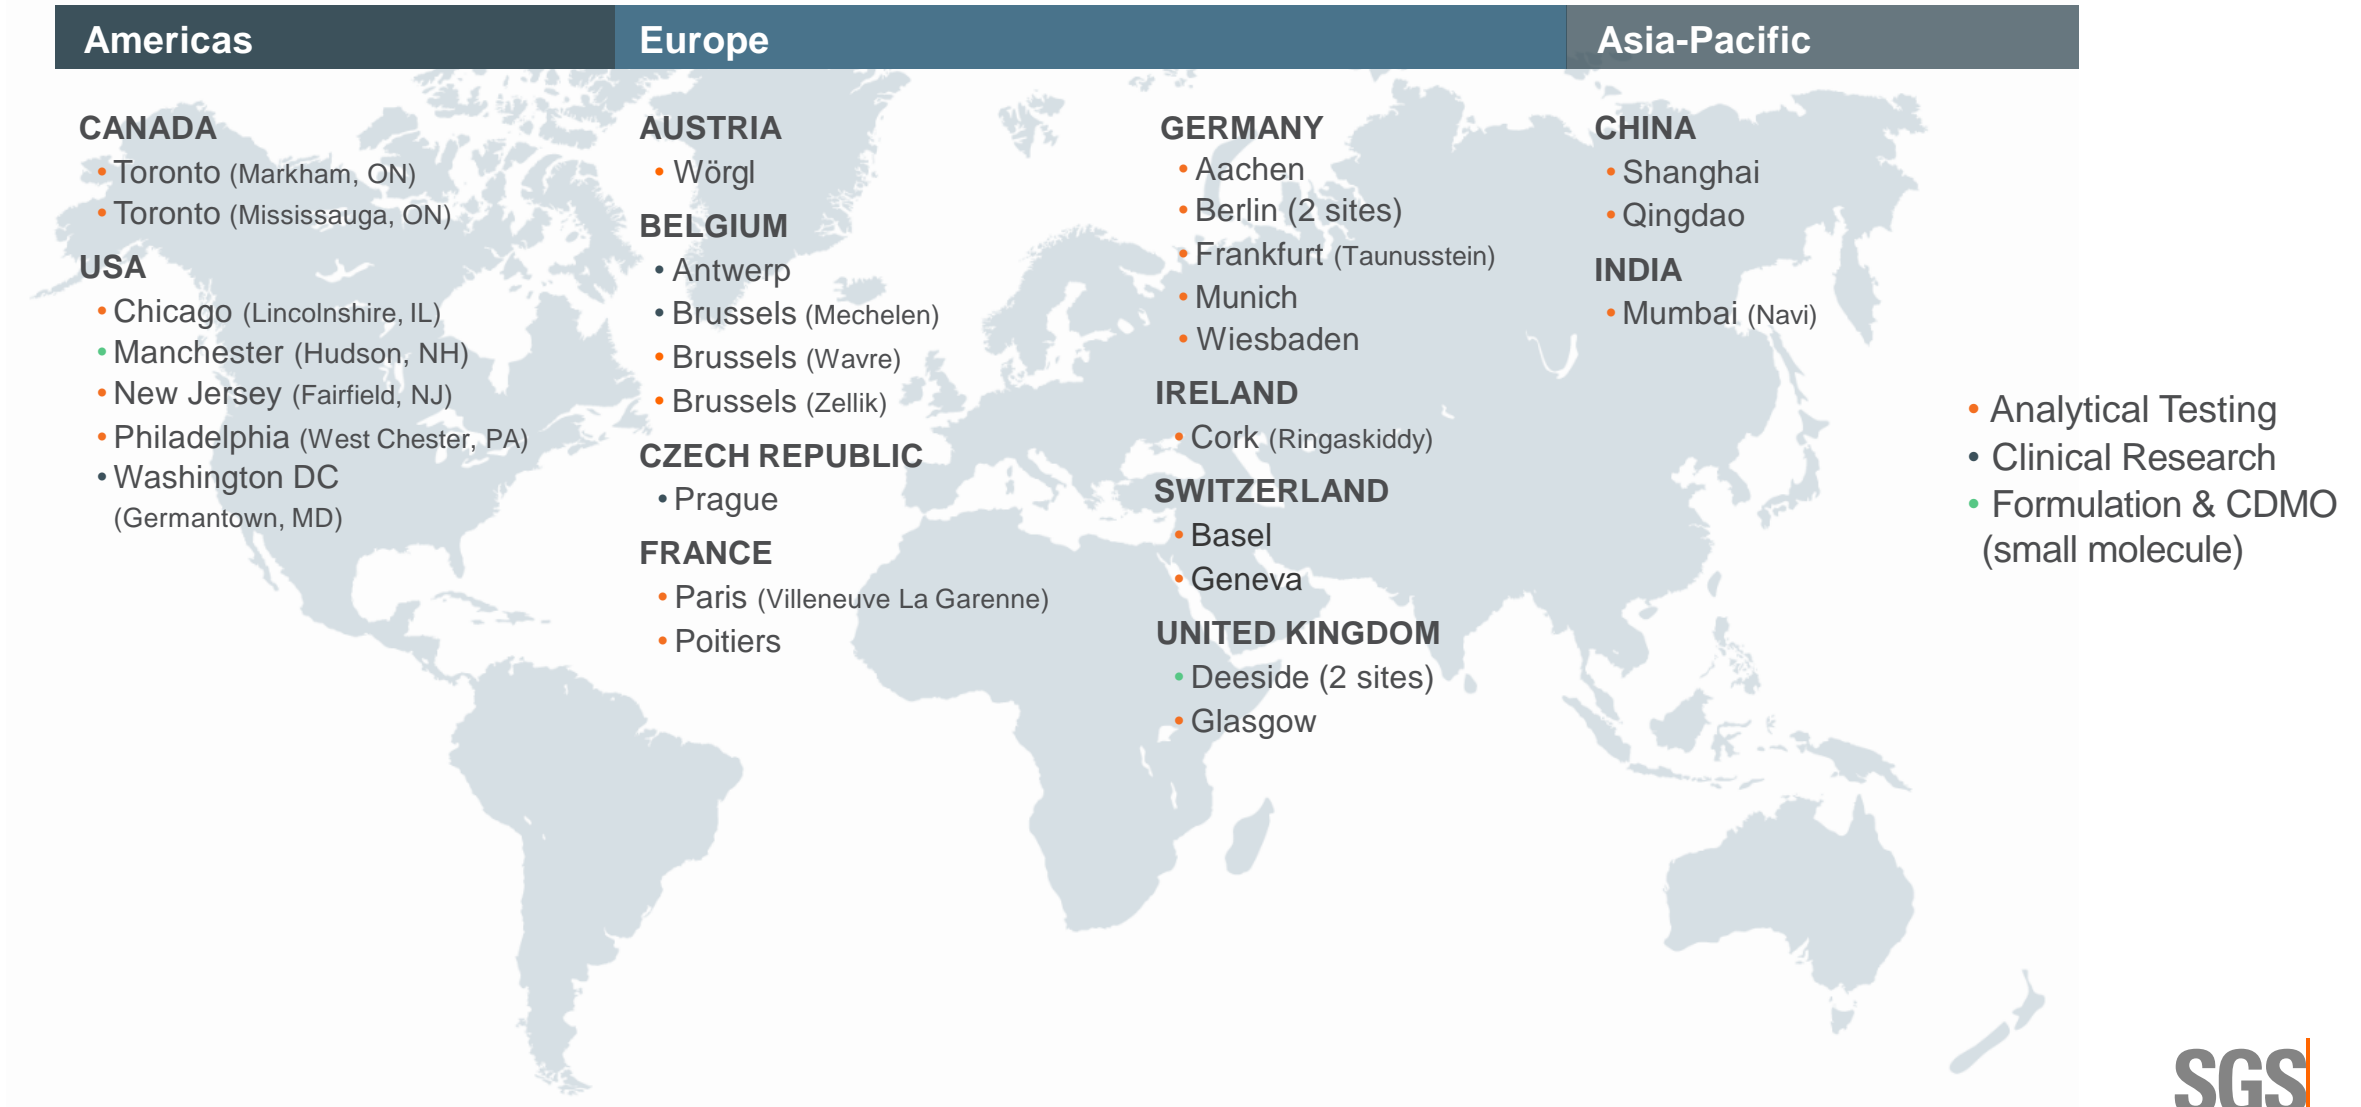 Americas
CANADA
• Toronto (Markham, ON)
• Toronto (Mississauga, ON)
USA
• Chicago (Lincolnshire, IL)
• Manchester (Hudson, NH)
• New Jersey (Fairfield, NJ)
• Philadelphia (West Chester, PA)
• Washington DC
(Germantown, MD)
Europe
AUSTRIA
• Wörgl
BELGIUM
• Antwerp
• Brussels (Mechelen)
• Brussels (Wavre)
• Brussels (Zellik)
CZECH REPUBLIC
• Prague
FRANCE
• Paris (Villeneuve La Garenne)
• Poitiers
GERMANY
• Aachen
• Berlin (2 sites)
• Frankfurt (Taunusstein)
• Munich
• Wiesbaden
IRELAND
• Cork (Ringaskiddy)
SWITZERLAND
• Basel
• Geneva
UNITED KINGDOM
• Deeside (2 sites)
• Glasgow
Asia-Pacific
CHINA
• Shanghai
• Qingdao
INDIA
• Mumbai (Navi)
• Analytical Testing
• Clinical Research
• Formulation & CDMO
(small molecule)
SGS